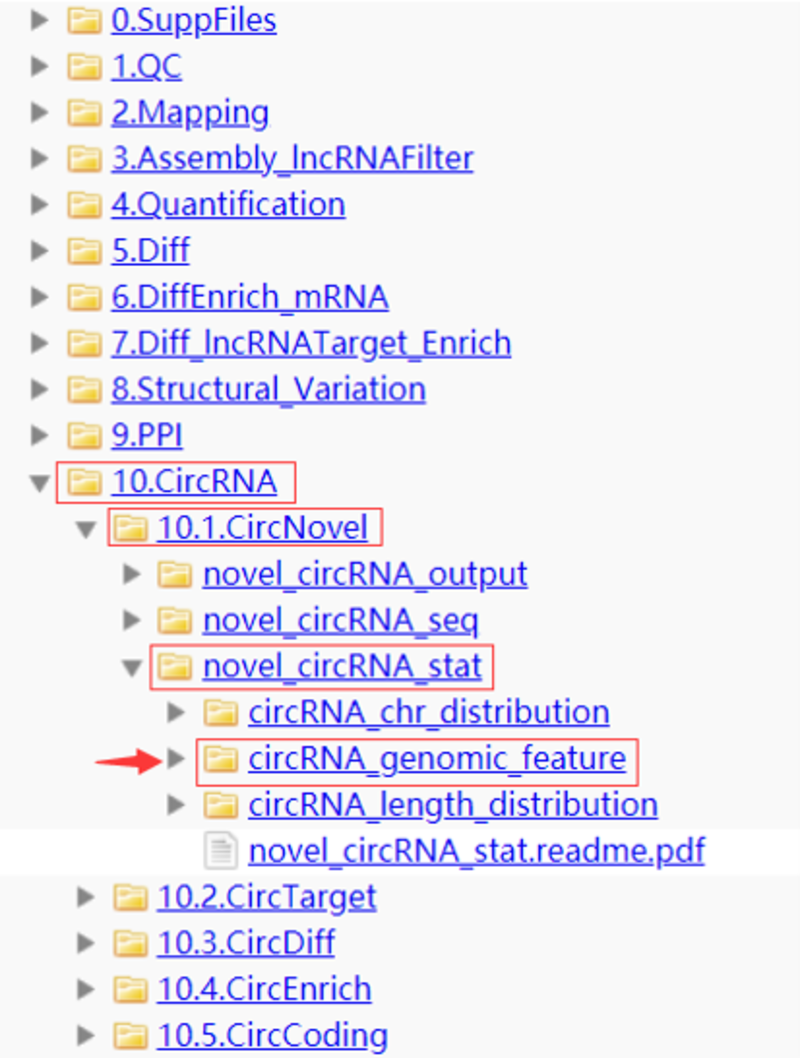 0.SuppFiles
1.QC
2.Mapping
3.Assembly_lncRNAFilter
4.Quantification
5.Diff
6.DiffEnrich_mRNA
7.Diff_lncRNATarget_Enrich
8.Structural_Variation
9.PPI
10.CircRNA
10.1.CircNovel
novel_circRNA_output
novel_circRNA_seq
novel_circRNA_stat
circRNA_chr_distribution
circRNA_genomic_feature
circRNA_length_distribution
novel_circRNA_stat.readme.pdf
10.2.CircTarget
10.3.CircDiff
10.4.CircEnrich
10.5.CircCoding